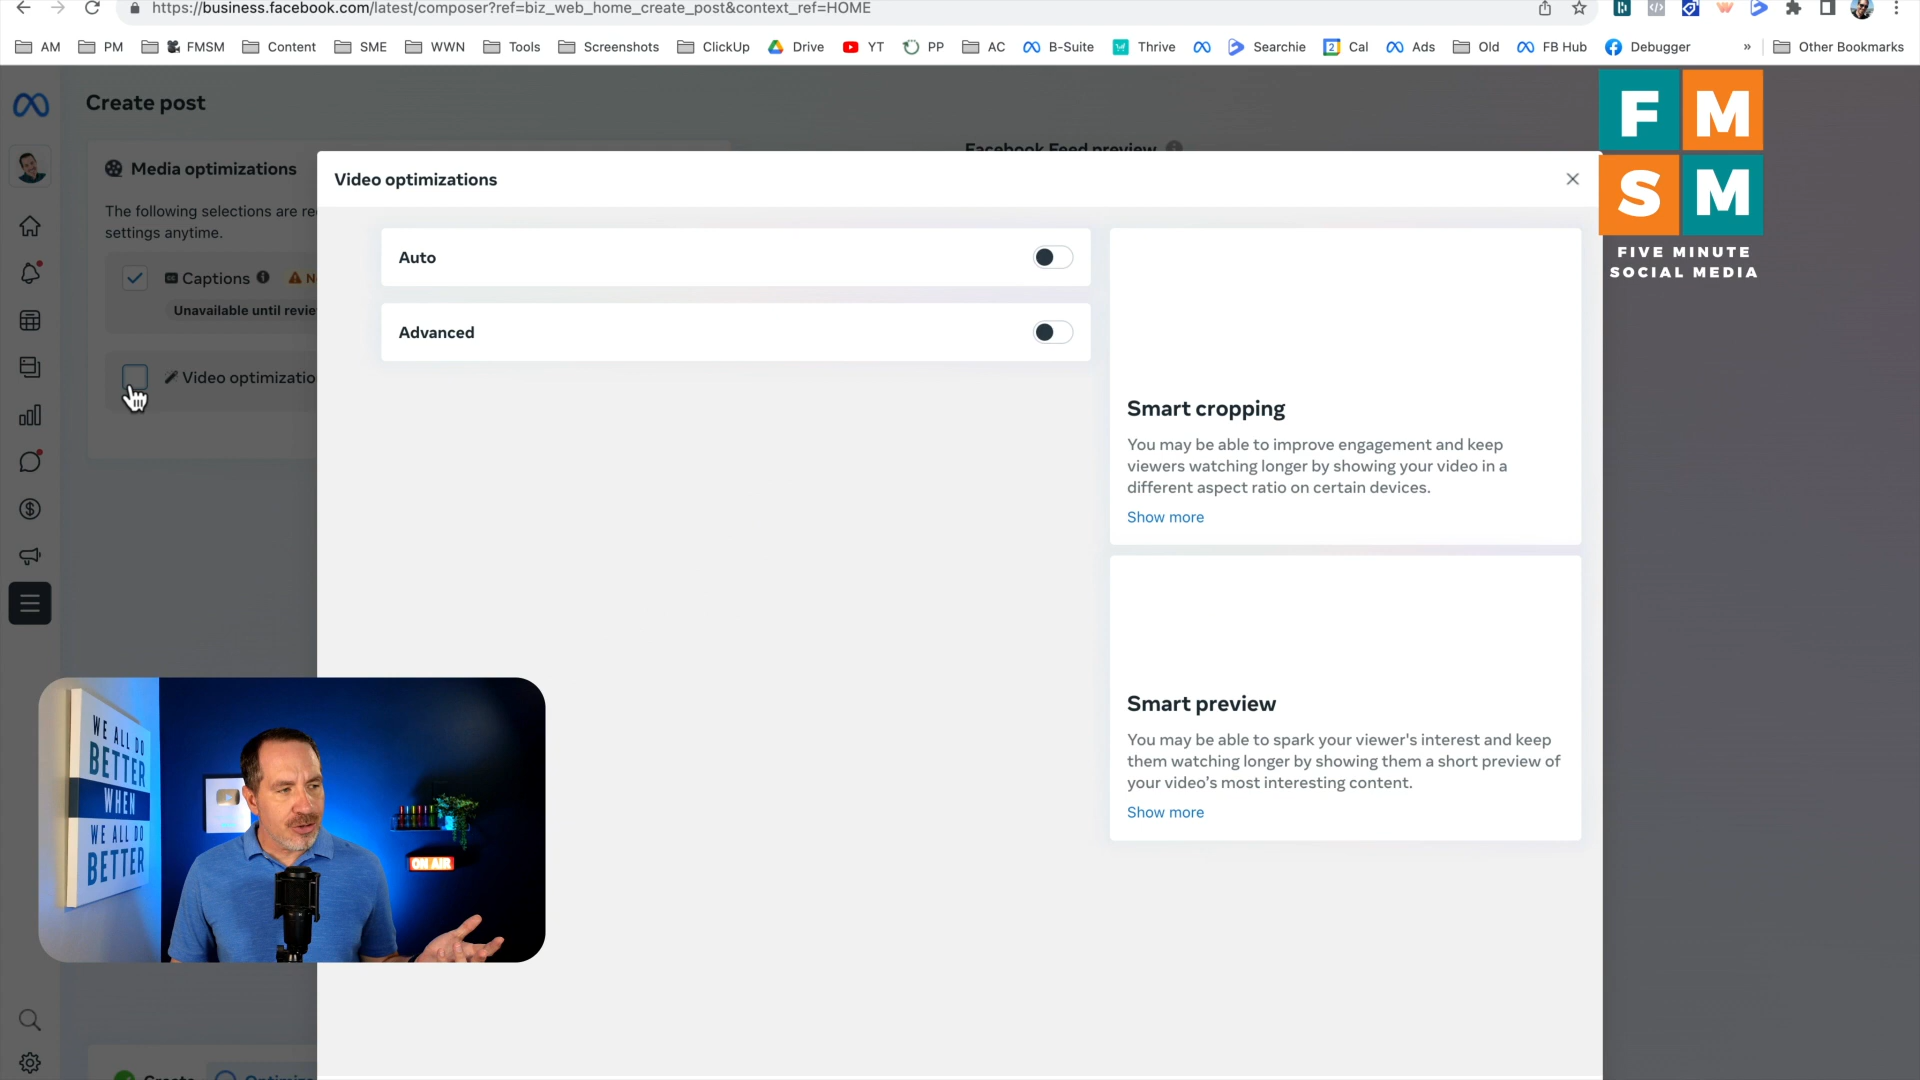 https://business.facebook.com/latest/composer?ref=biz_web_home_create_post&context_ref=HOME
AM PM FMSM Content SME WWN Tools Screenshots ClickUp Drive YT PP AC B-Suite Thrive Searchie Cal Ads Old FB Hub Debugger » Other Bookmarks
Create post
Facebook Feed preview
Media optimizations
The following selections are re
settings anytime.
Captions N
Unavailable until revie
Video optimizatio
Video optimizations
Auto
Advanced
Smart cropping
You may be able to improve engagement and keep
viewers watching longer by showing your video in a
different aspect ratio on certain devices.
Show more
Smart preview
You may be able to spark your viewer's interest and keep
them watching longer by showing them a short preview of
your video’s most interesting content.
Show more
F M
S M
FIVE MINUTE
SOCIAL MEDIA
WE ALL DO
BETTER
WHEN
WE ALL DO
BETTER
ON AIR
Create Optimize